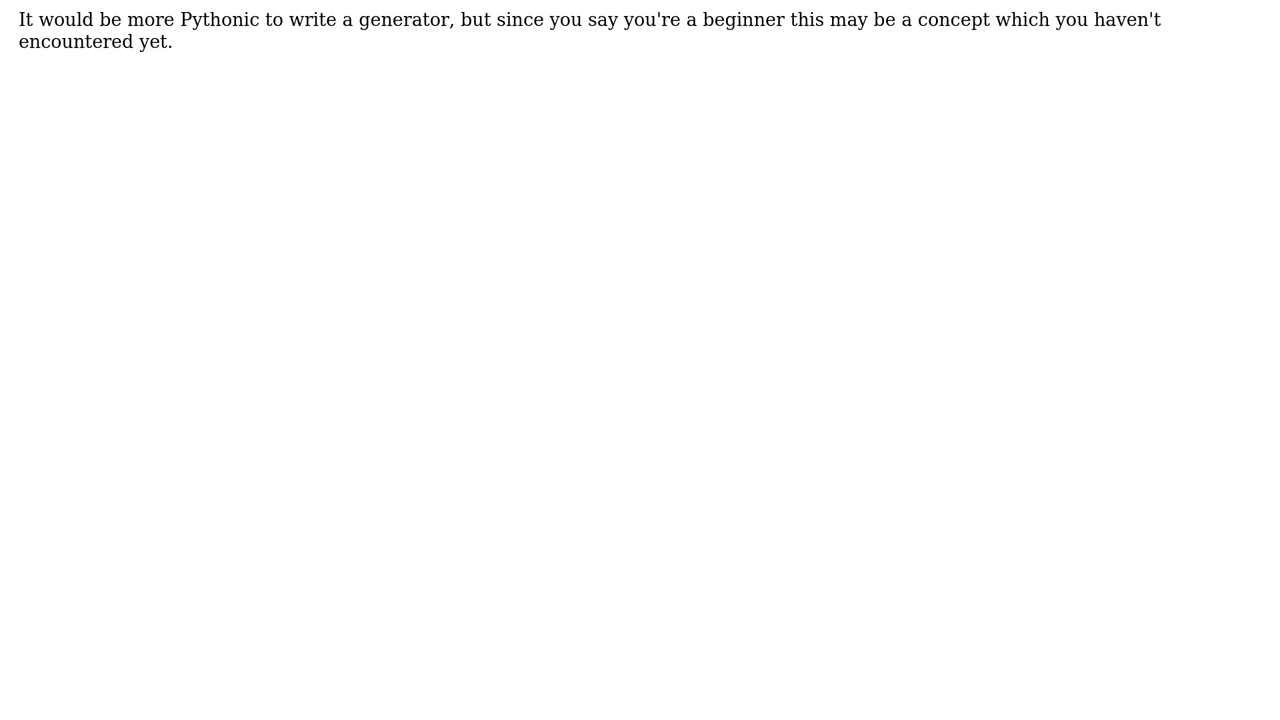 It would be more Pythonic to write a generator, but since you say you're a beginner this may be a concept which you haven't
encountered yet.